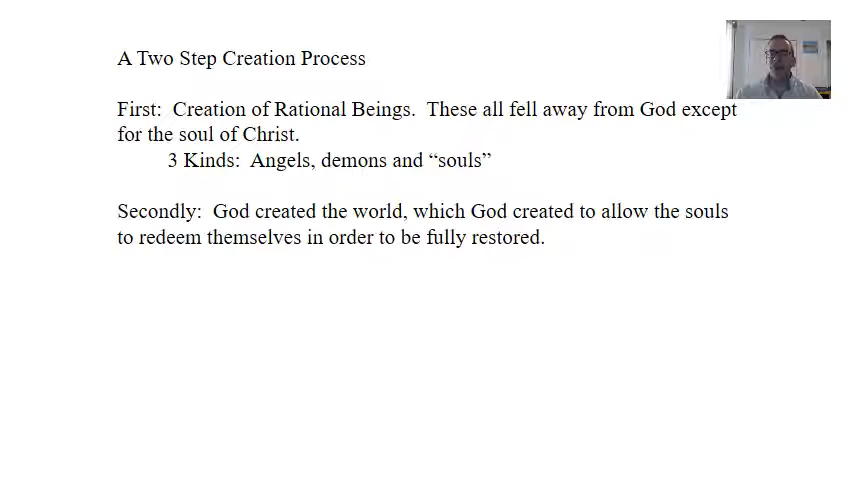 A Two Step Creation Process
First:  Creation of Rational Beings.  These all fell away from God except
for the soul of Christ.
3 Kinds:  Angels, demons and “souls”
Secondly:  God created the world, which God created to allow the souls
to redeem themselves in order to be fully restored.